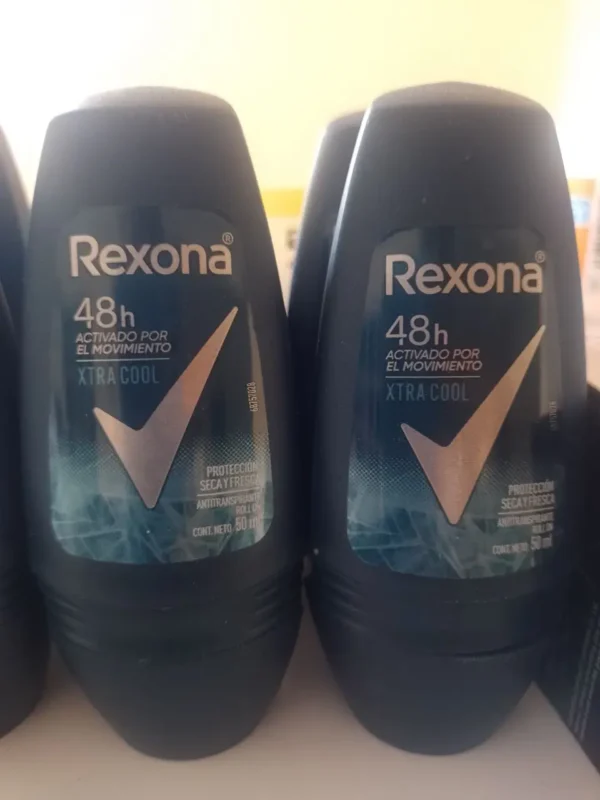 Rexona®
48h
ACTIVADO POR
EL MOVIMIENTO
XTRA COOL
PROTECCIÓN
SECA Y FRESCA
ANTITRANSPIRANTE
ROLL ON
CONT. NETO 50 ml
Rexona®
48h
ACTIVADO POR
EL MOVIMIENTO
XTRA COOL
PROTECCIÓN
SECA Y FRESCA
ANTITRANSPIRANTE
ROLL ON
CONT. NETO 50 ml